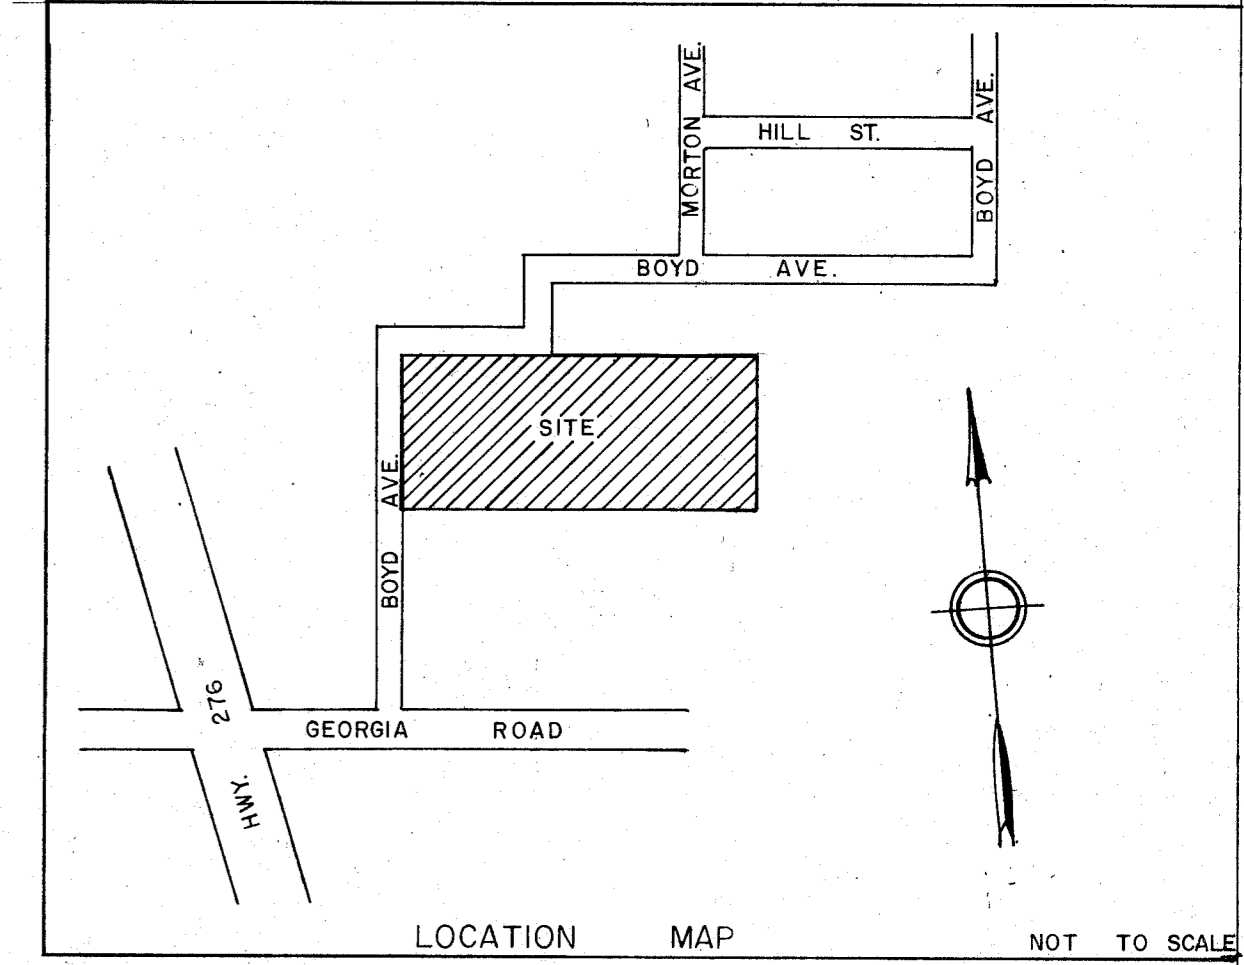 MORTON AVE.
BOYD AVE.
HILL ST.
BOYD AVE.
SITE
BOYD AVE.
HWY. 276
GEORGIA ROAD
LOCATION MAP
NOT TO SCALE